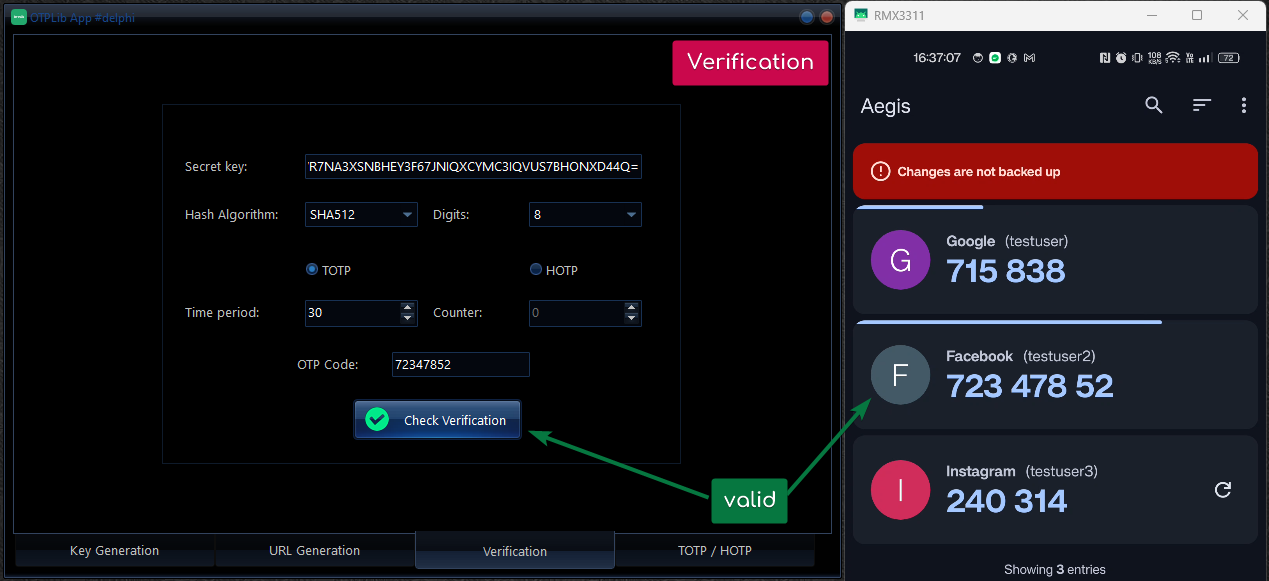 OTPLib App #delphi
Verification
Secret key:
R7NA3XSNBHEY3F67JNIQXCYMC3IQVUS7BHONXD44Q=
Hash Algorithm:
SHA512
Digits:
8
TOTP
HOTP
Time period:
30
Counter:
0
OTP Code:
72347852
Check Verification
valid
Key Generation
URL Generation
Verification
TOTP / HOTP
RMX3311
16:37:07
108
KB/S
72
Aegis
Changes are not backed up
G
Google (testuser)
715 838
F
Facebook (testuser2)
723 478 52
I
Instagram (testuser3)
240 314
Showing 3 entries